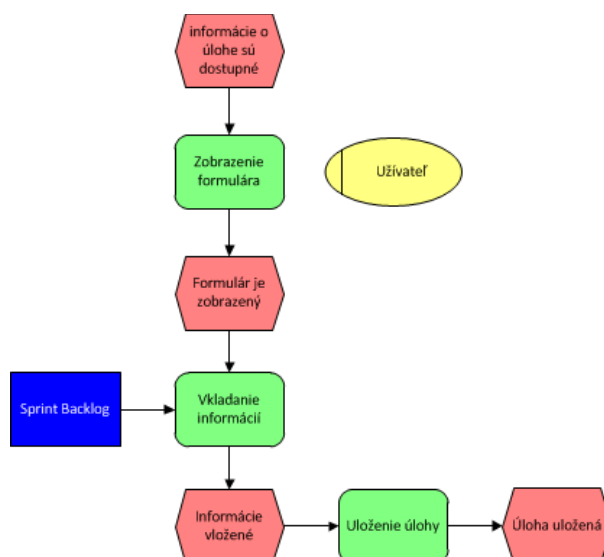 informácie o
úlohe sú
dostupné
Zobrazenie
formulára
Užívateľ
Formulár je
zobrazený
Sprint Backlog
Vkladanie
informácií
Informácie
vložené
Uloženie úlohy
Úloha uložená